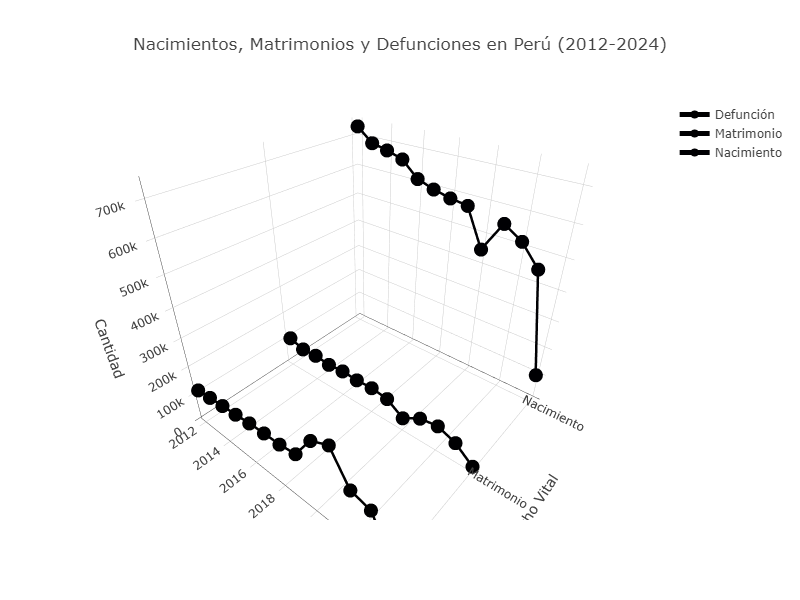 Nacimientos, Matrimonios y Defunciones en Perú (2012-2024)
Defunción
Matrimonio
Nacimiento
700k
600k
500k
400k
300k
200k
100k
0
Cantidad
2012
2014
2016
2018
Nacimiento
Matrimonio
ho Vital